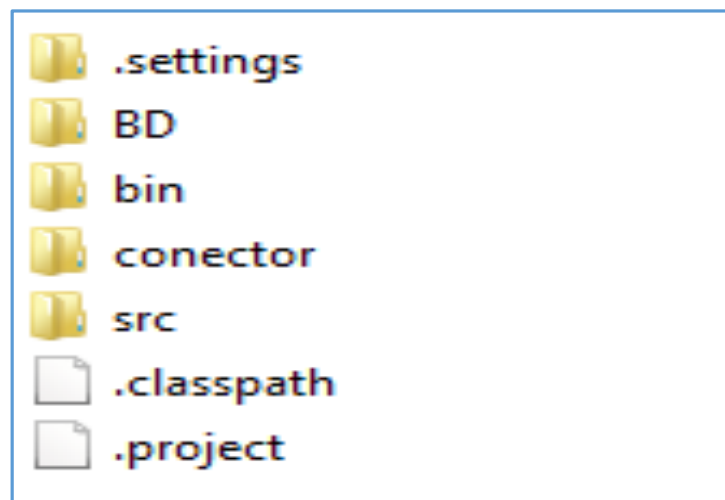 .settings
BD
bin
conector
src
.classpath
.project